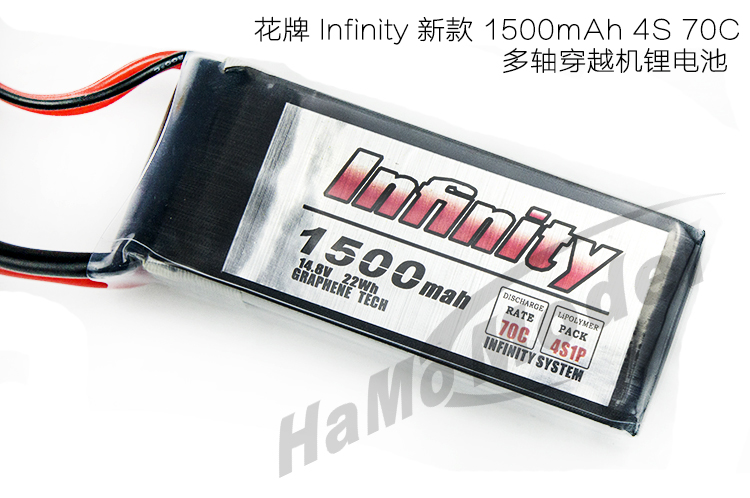 花牌 Infinity 新款 1500mAh 4S 70C
多轴穿越机锂电池
Infinity
1500mah
14.8V 22Wh
GRAPHENE TECH
DISCHARGE
RATE
70C
LIPOLYMER
PACK
4S1P
INFINITY SYSTEM
HaMoModel